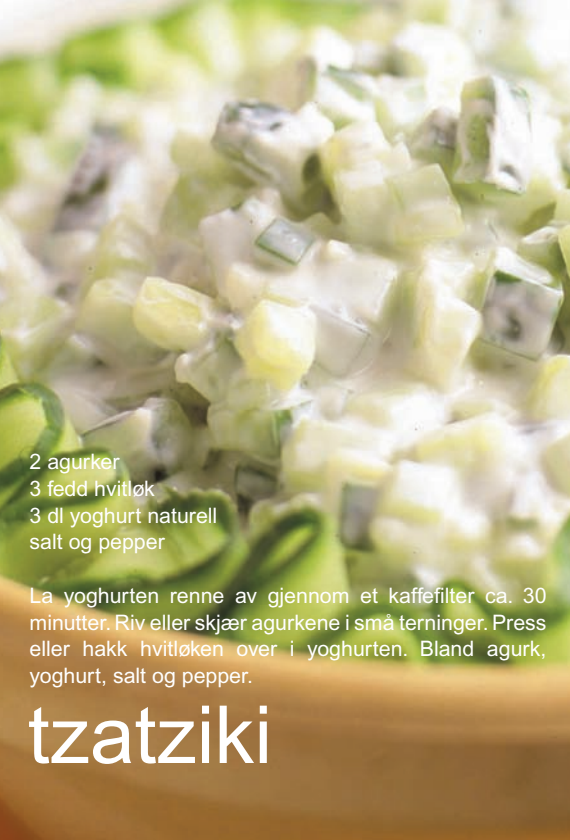 2 agurker
3 fedd hvitløk
3 dl yoghurt naturell
salt og pepper
La yoghurten renne av gjennom et kaffefilter ca. 30
minutter. Riv eller skjær agurkene i små terninger. Press
eller hakk hvitløken over i yoghurten. Bland agurk,
yoghurt, salt og pepper.
tzatziki